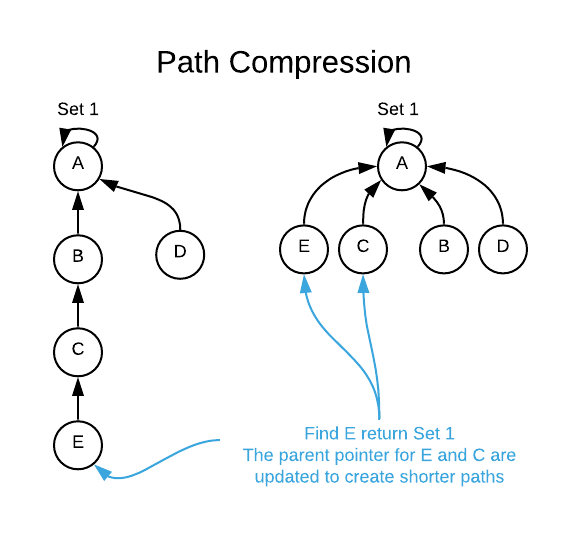 Path Compression
Set 1
Set 1
A
A
B
D
E
C
B
D
C
E
Find E return Set 1
The parent pointer for E and C are
updated to create shorter paths